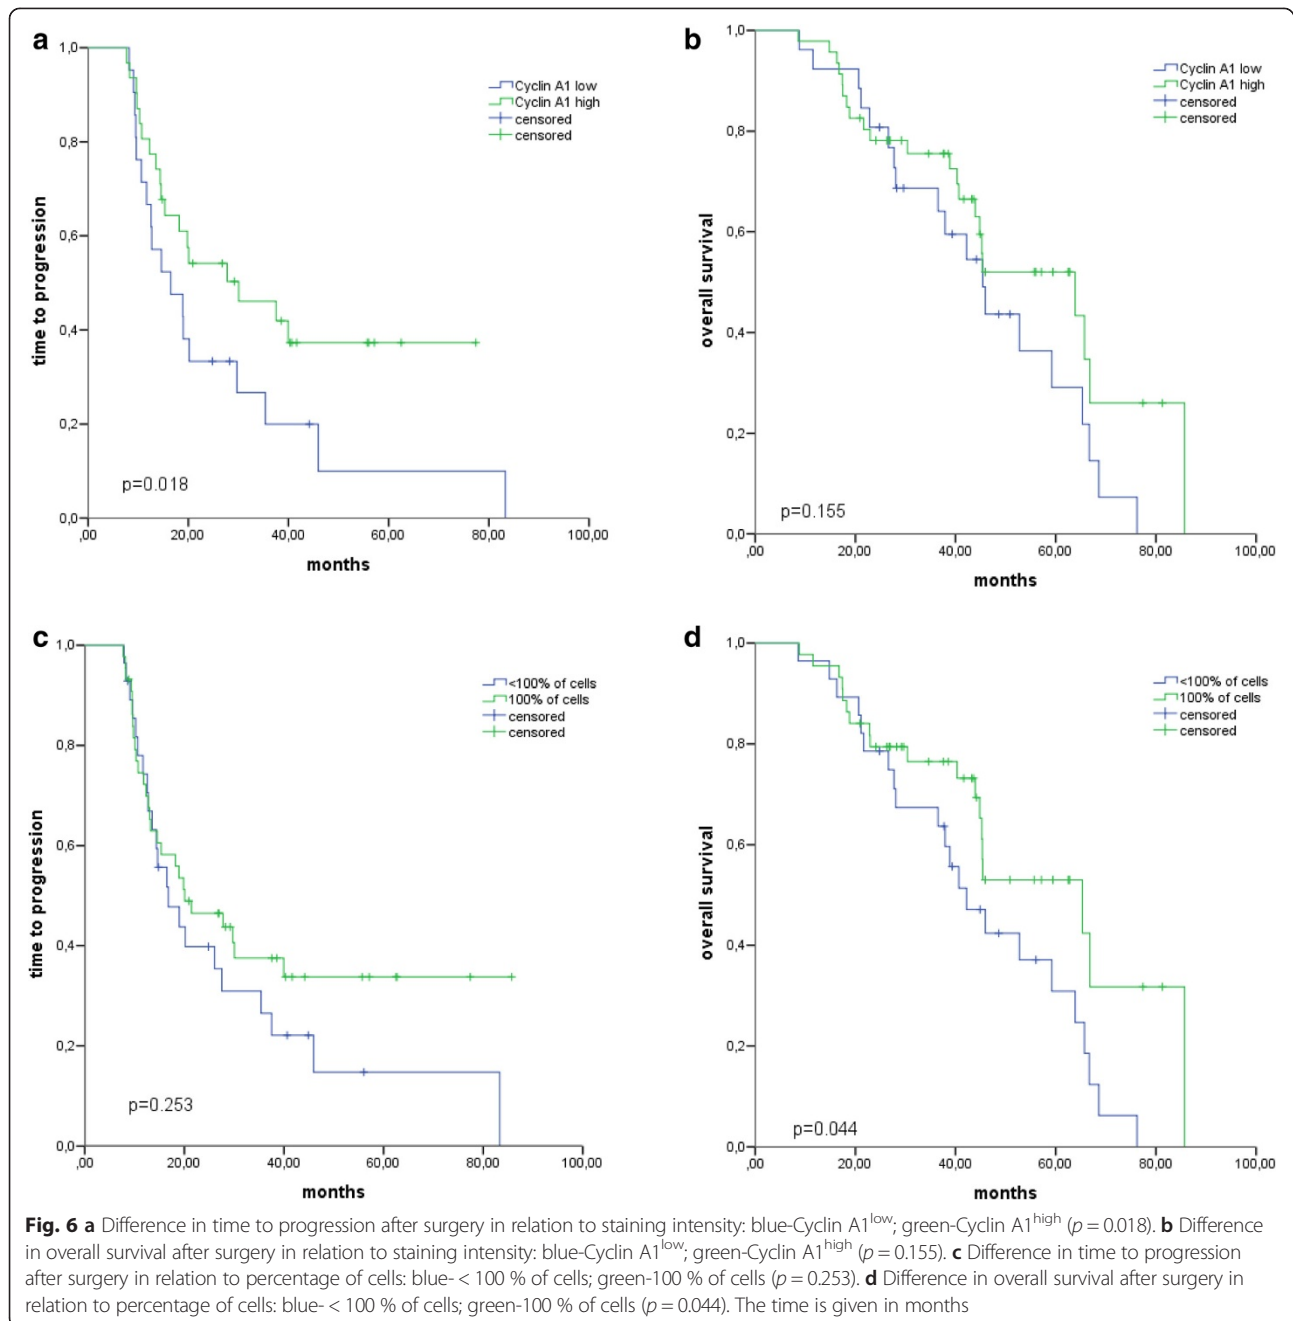 a
1,0
0,8
0,6
0,4
0,2
0,0
time to progression
Cyclin A1 low
Cyclin A1 high
censored
censored
p=0.018
,00 20,00 40,00 60,00 80,00 100,00
months
b
1,0
0,8
0,6
0,4
0,2
0,0
overall survival
Cyclin A1 low
Cyclin A1 high
censored
censored
p=0.155
,00 20,00 40,00 60,00 80,00 100,00
months
c
1,0
0,8
0,6
0,4
0,2
0,0
time to progression
<100% of cells
100% of cells
censored
censored
p=0.253
,00 20,00 40,00 60,00 80,00 100,00
months
d
1,0
0,8
0,6
0,4
0,2
0,0
overall survival
<100% of cells
100% of cells
censored
censored
p=0.044
,00 20,00 40,00 60,00 80,00 100,00
months
Fig. 6 a Difference in time to progression after surgery in relation to staining intensity: blue-Cyclin A1low; green-Cyclin A1high (p = 0.018). b Difference
in overall survival after surgery in relation to staining intensity: blue-Cyclin A1low; green-Cyclin A1high (p = 0.155). c Difference in time to progression
after surgery in relation to percentage of cells: blue- < 100 % of cells; green-100 % of cells (p = 0.253). d Difference in overall survival after surgery in
relation to percentage of cells: blue- < 100 % of cells; green-100 % of cells (p = 0.044). The time is given in months